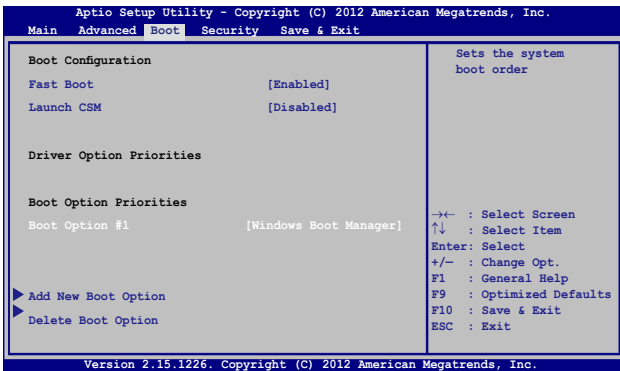 Aptio Setup Utility - Copyright (C) 2012 American Megatrends, Inc.
Main Advanced Boot Security Save & Exit
Boot Configuration
Fast Boot [Enabled]
Launch CSM [Disabled]
Driver Option Priorities
Boot Option Priorities
Boot Option #1 [Windows Boot Manager]
Add New Boot Option
Delete Boot Option
Sets the system
boot order
→← : Select Screen
↑↓ : Select Item
Enter: Select
+/— : Change Opt.
F1 : General Help
F9 : Optimized Defaults
F10 : Save & Exit
ESC : Exit
Version 2.15.1226. Copyright (C) 2012 American Megatrends, Inc.